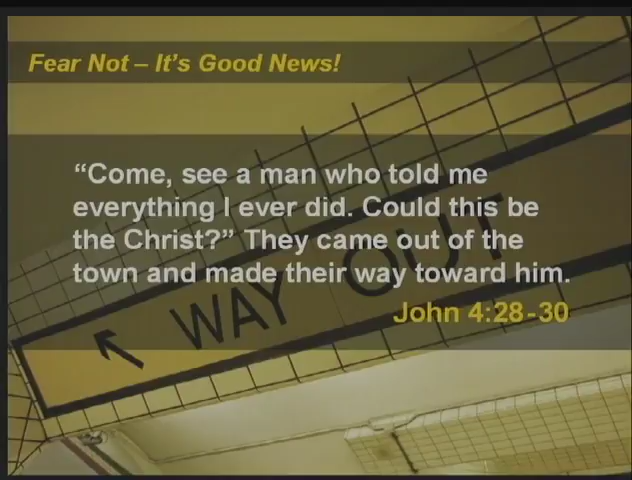 Fear Not – It's Good News!
“Come, see a man who told me
everything I ever did. Could this be
the Christ?” They came out of the
town and made their way toward him.
John 4:28-30
WAY OUT